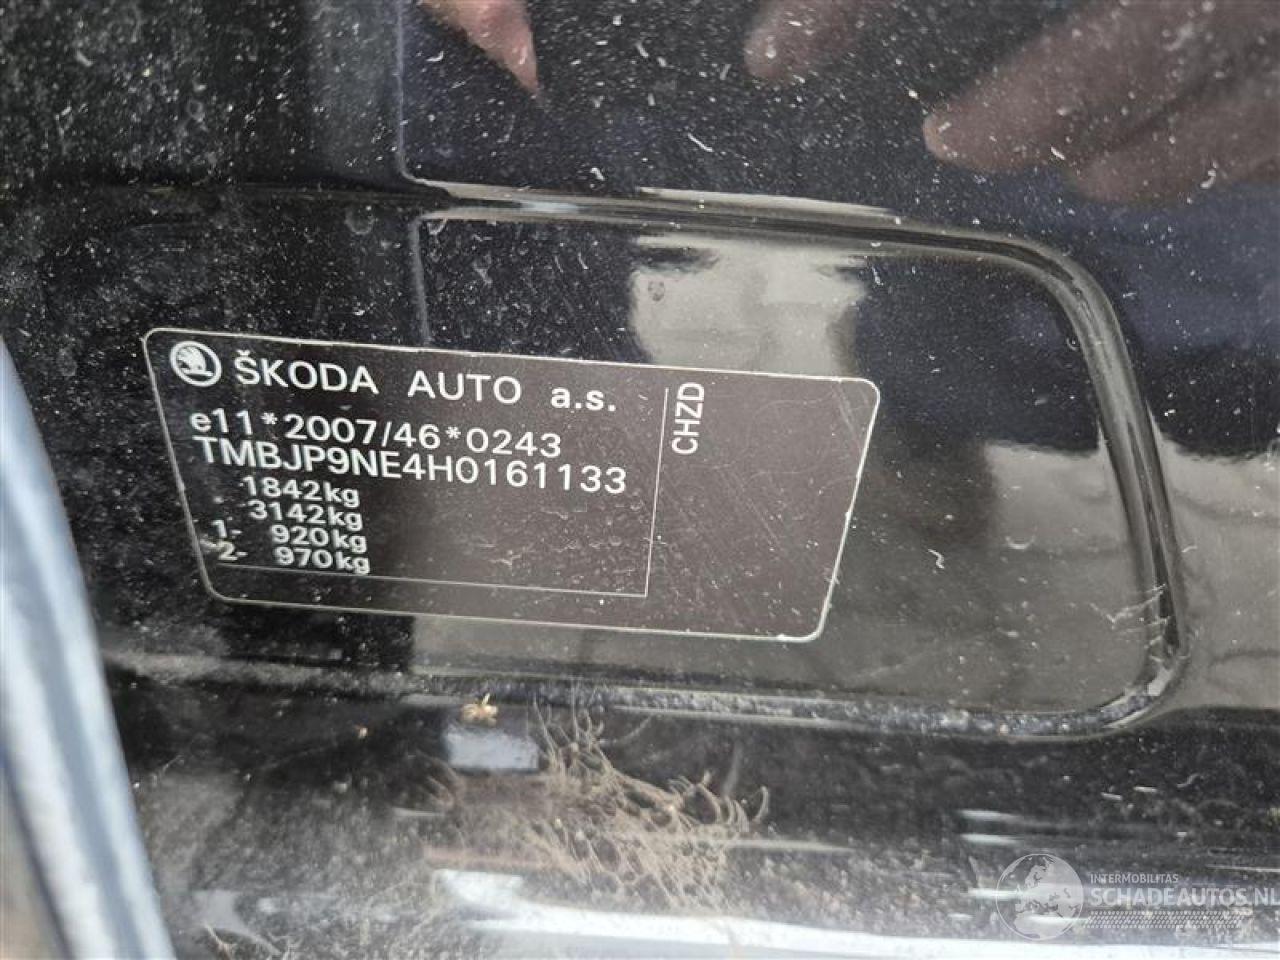 ŠKODA AUTO a.s.
e11*2007/46*0243
TMBJP9NE4H0161133
1842kg
3142kg
1- 920kg
2- 970kg
CHZD
INTERMOBILITAS
SCHADEAUTOS.NL